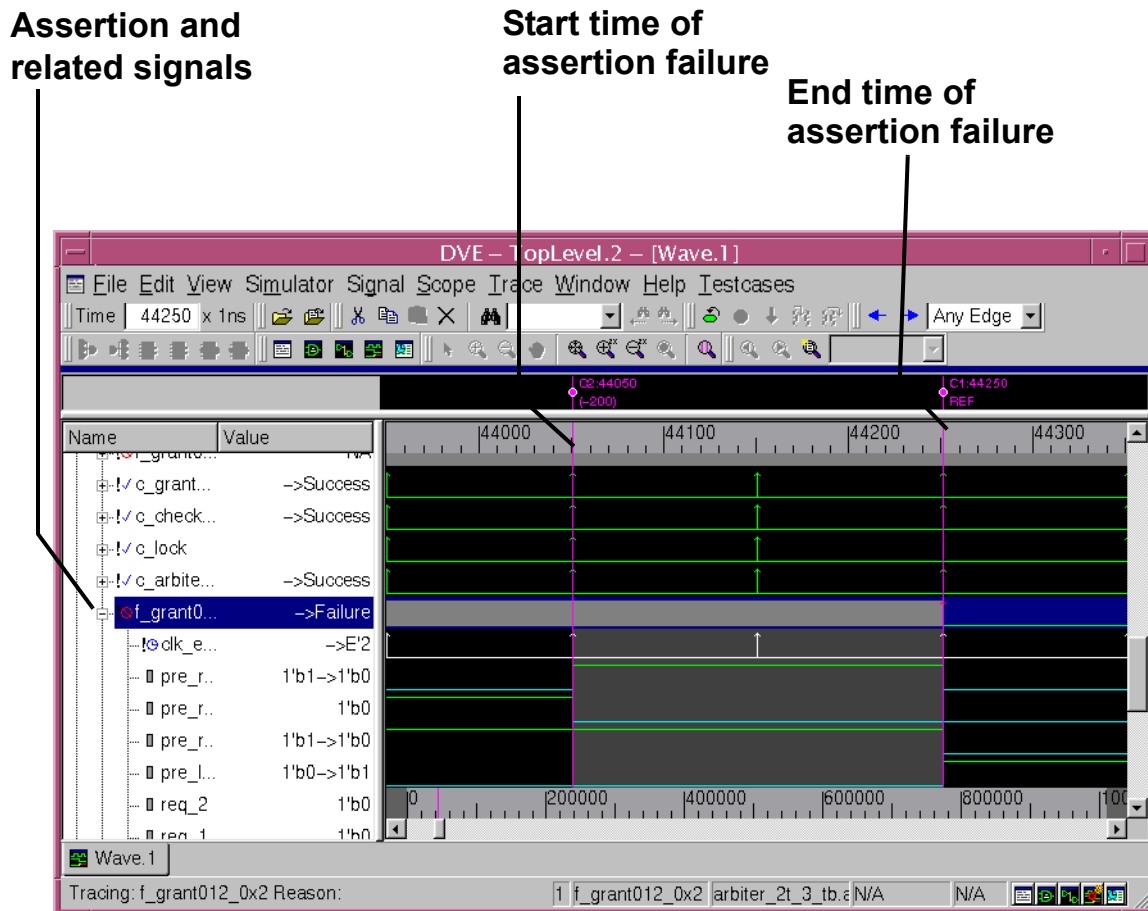 Assertion and
related signals
Start time of
assertion failure
End time of
assertion failure
DVE – TopLevel.2 – [Wave.1]
File Edit View Simulator Signal Scope Trace Window Help Testcases
Time 44250 x 1ns Any Edge
C2:44050 C1:44250
(-200) REF
Name Value 44000 44100 44200 44300
c_grant... –>Success
c_check... –>Success
c_lock
c_arbite... –>Success
f_grant0... –>Failure
clk_e... –>E'2
pre_r.. 1'b1–>1'b0
pre_r.. 1'b0
pre_r.. 1'b1–>1'b0
pre_l... 1'b0–>1'b1
req_2 1'b0
0 200000 400000 600000 800000 100
req_1 1'b0
Wave.1
Tracing: f_grant012_0x2 Reason: 1 f_grant012_0x2 arbiter_2t_3_tb.a N/A N/A